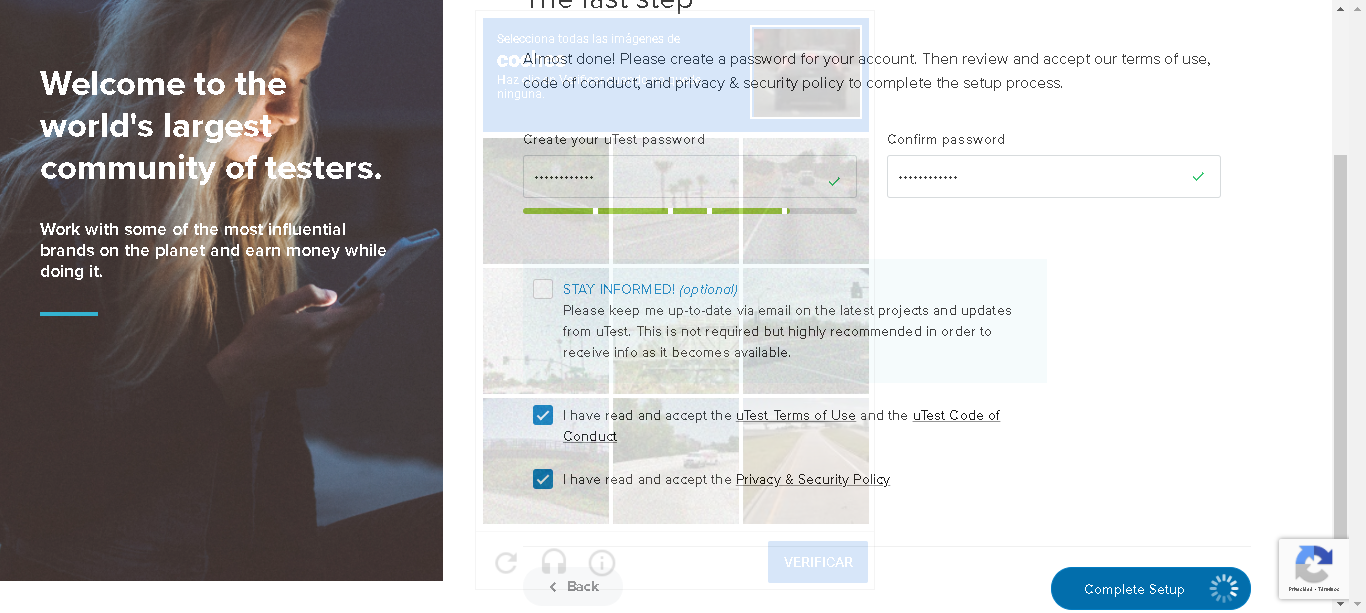 Welcome to the
world's largest
community of testers.
Work with some of the most influential
brands on the planet and earn money while
doing it.
The last step
Almost done! Please create a password for your account. Then review and accept our terms of use,
code of conduct, and privacy & security policy to complete the setup process.
Selecciona todas las imágenes de
ninguna.
Create your uTest password
Confirm password
STAY INFORMED! (optional)
Please keep me up-to-date via email on the latest projects and updates
from uTest. This is not required but highly recommended in order to
receive info as it becomes available.
I have read and accept the uTest Terms of Use and the uTest Code of
Conduct
I have read and accept the Privacy & Security Policy
VERIFICAR
Back
Complete Setup
Privacidad - Términos